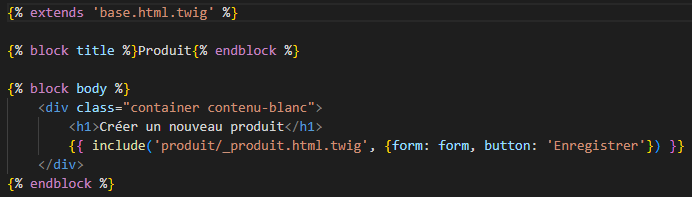 {% extends 'base.html.twig' %}
{% block title %}Produit{% endblock %}
{% block body %}
<div class="container contenu-blanc">
<h1>Créer un nouveau produit</h1>
{{ include('produit/_produit.html.twig', {form: form, button: 'Enregistrer'}) }}
</div>
{% endblock %}